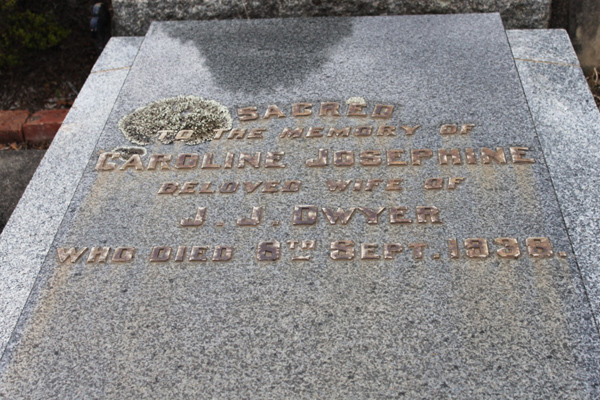 SACRED
TO THE MEMORY OF
CAROLINE JOSEPHINE
BELOVED WIFE OF
J. J. DWYER
WHO DIED 6TH SEPT. 1938.